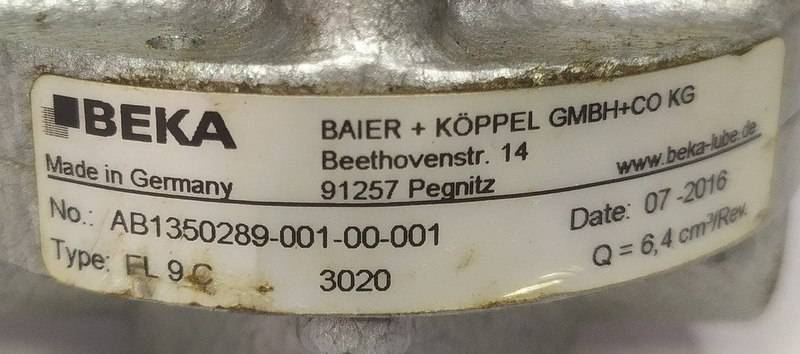 BEKA
BAIER + KÖPPEL GMBH+CO KG
Beethovenstr. 14
Made in Germany
91257 Pegnitz
www.beka-lube.de
No.: AB1350289-001-00-001
Date: 07-2016
Type: FL 9 C
3020
Q = 6,4 cm³/Rev.